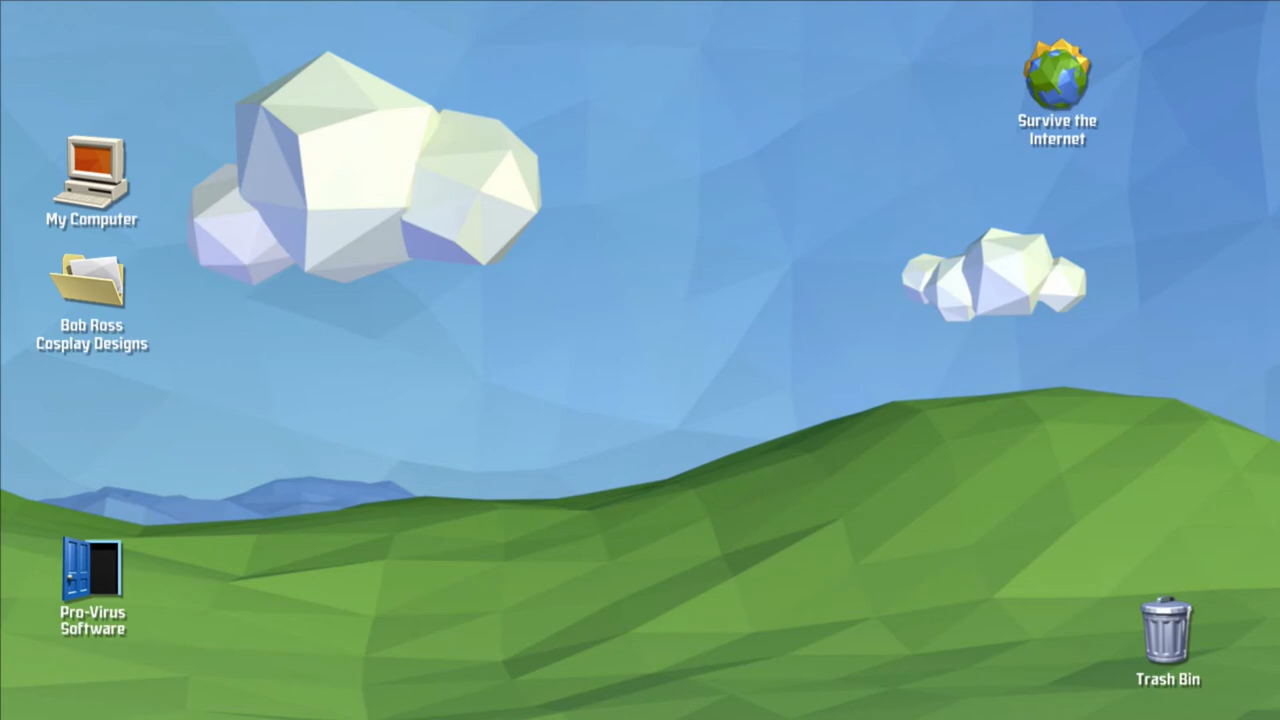 Survive the
Internet
My Computer
Bob Ross
Cosplay Designs
Pro-Virus
Software
Trash Bin